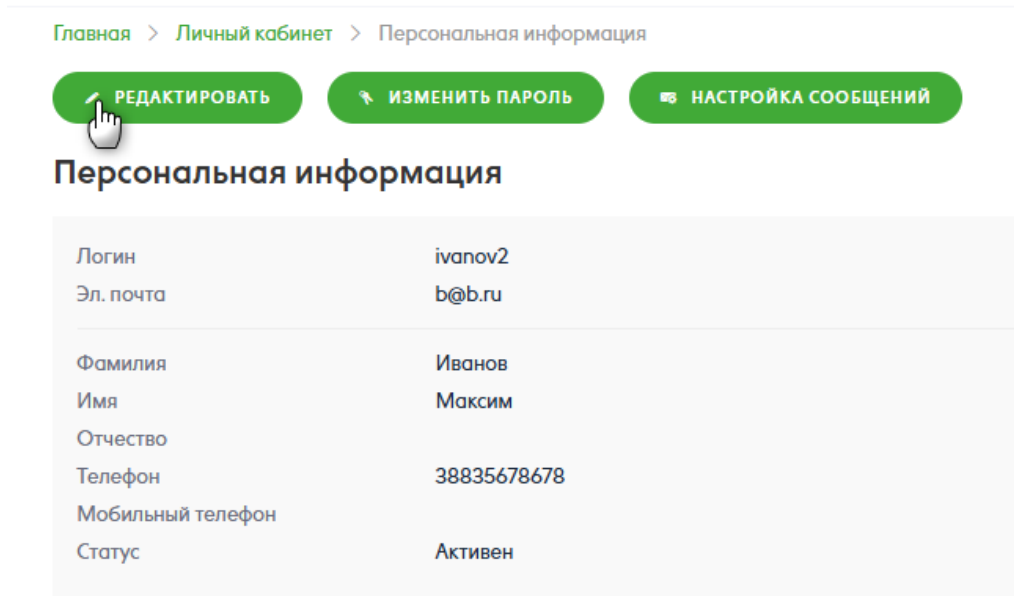 Главная > Личный кабинет > Персональная информация
РЕДАКТИРОВАТЬ ИЗМЕНИТЬ ПАРОЛЬ НАСТРОЙКА СООБЩЕНИЙ
Персональная информация
Логин ivanov2
Эл. почта b@b.ru
Фамилия Иванов
Имя Максим
Отчество
Телефон 38835678678
Мобильный телефон
Статус Активен